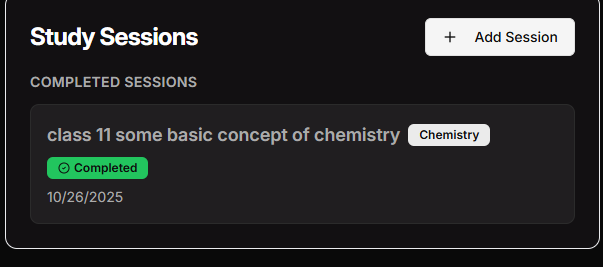 Study Sessions
+ Add Session
COMPLETED SESSIONS
class 11 some basic concept of chemistry Chemistry
Completed
10/26/2025